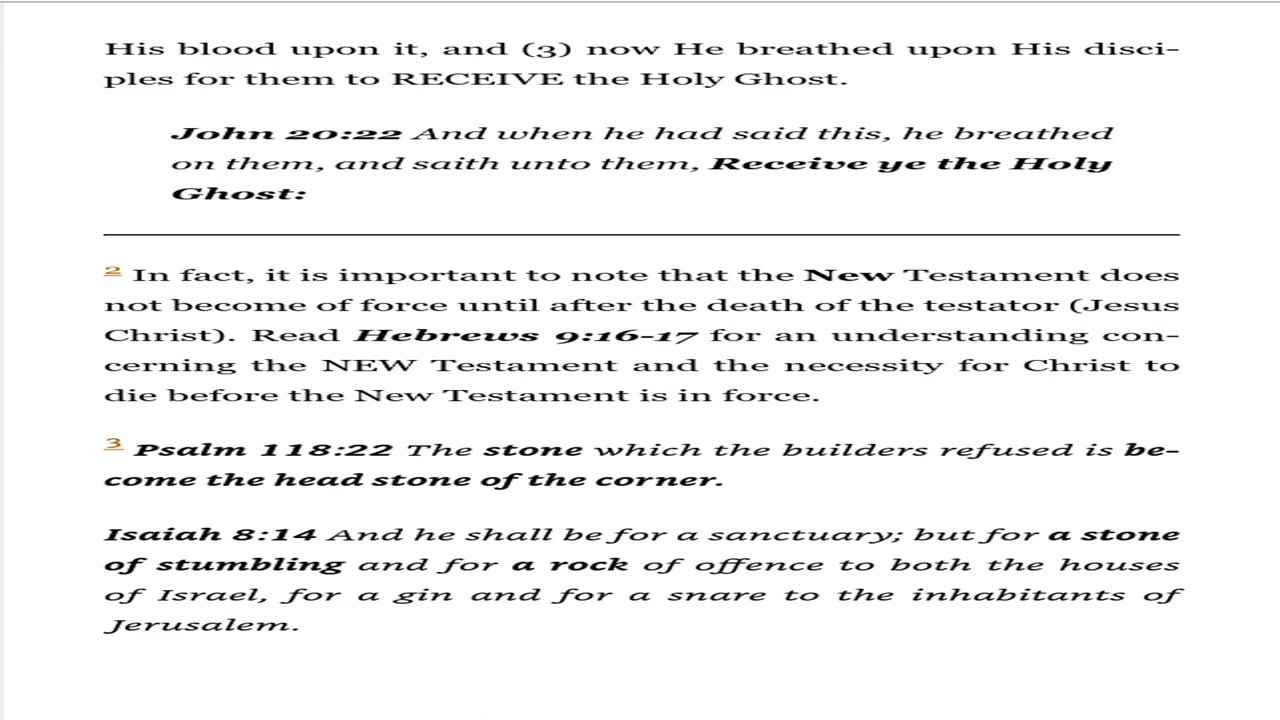 His blood upon it, and (3) now He breathed upon His disci-
ples for them to RECEIVE the Holy Ghost.
John 20:22 And when he had said this, he breathed
on them, and saith unto them, Receive ye the Holy
Ghost:
2 In fact, it is important to note that the New Testament does
not become of force until after the death of the testator (Jesus
Christ). Read Hebrews 9:16-17 for an understanding con-
cerning the NEW Testament and the necessity for Christ to
die before the New Testament is in force.
3 Psalm 118:22 The stone which the builders refused is be-
come the head stone of the corner.
Isaiah 8:14 And he shall be for a sanctuary; but for a stone
of stumbling and for a rock of offence to both the houses
of Israel, for a gin and for a snare to the inhabitants of
Jerusalem.